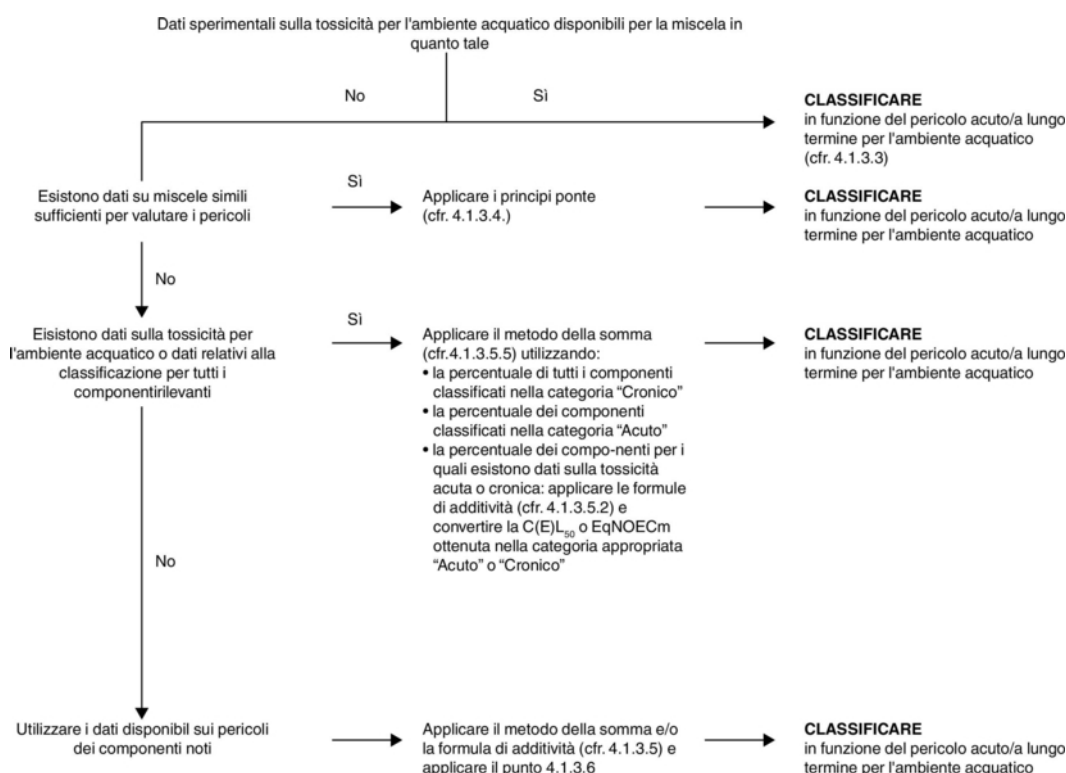 Dati sperimentali sulla tossicità per l'ambiente acquatico disponibili per la miscela in
quanto tale
No
Sì
CLASSIFICARE
in funzione del pericolo acuto/a lungo
termine per l'ambiente acquatico
(cfr. 4.1.3.3)
Esistono dati su miscele simili
sufficienti per valutare i pericoli
Sì
Applicare i principi ponte
(cfr. 4.1.3.4.)
CLASSIFICARE
in funzione del pericolo acuto/a lungo
termine per l'ambiente acquatico
No
Eisistono dati sulla tossicità per
l'ambiente acquatico o dati relativi alla
classificazione per tutti i
componentirilevanti
Sì
Applicare il metodo della somma
(cfr.4.1.3.5.5) utilizzando:
• la percentuale di tutti i componenti
classificati nella categoria “Cronico”
• la percentuale dei componenti
classificati nella categoria “Acuto”
• la percentuale dei compo-nenti per i
quali esistono dati sulla tossicità
acuta o cronica: applicare le formule
di additività (cfr. 4.1.3.5.2) e
convertire la C(E)L50 o EqNOECm
ottenuta nella categoria appropriata
“Acuto” o “Cronico”
CLASSIFICARE
in funzione del pericolo acuto/a lungo
termine per l'ambiente acquatico
No
Utilizzare i dati disponibil sui pericoli
dei componenti noti
Applicare il metodo della somma e/o
la formula di additività (cfr. 4.1.3.5) e
applicare il punto 4.1.3.6
CLASSIFICARE
in funzione del pericolo acuto/a lungo
termine per l'ambiente acquatico